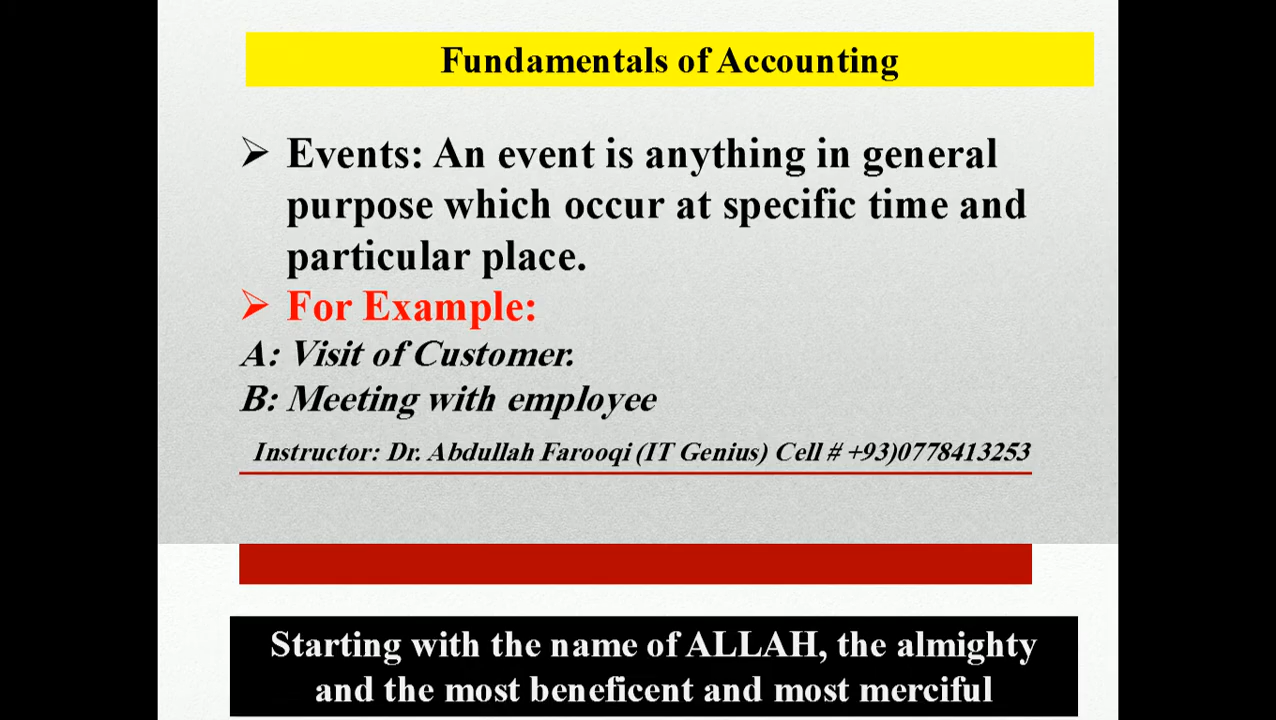 Fundamentals of Accounting
➢ Events: An event is anything in general
purpose which occur at specific time and
particular place.
➢ For Example:
A: Visit of Customer.
B: Meeting with employee
Instructor: Dr. Abdullah Farooqi (IT Genius) Cell # +93)0778413253
Starting with the name of ALLAH, the almighty
and the most beneficent and most merciful